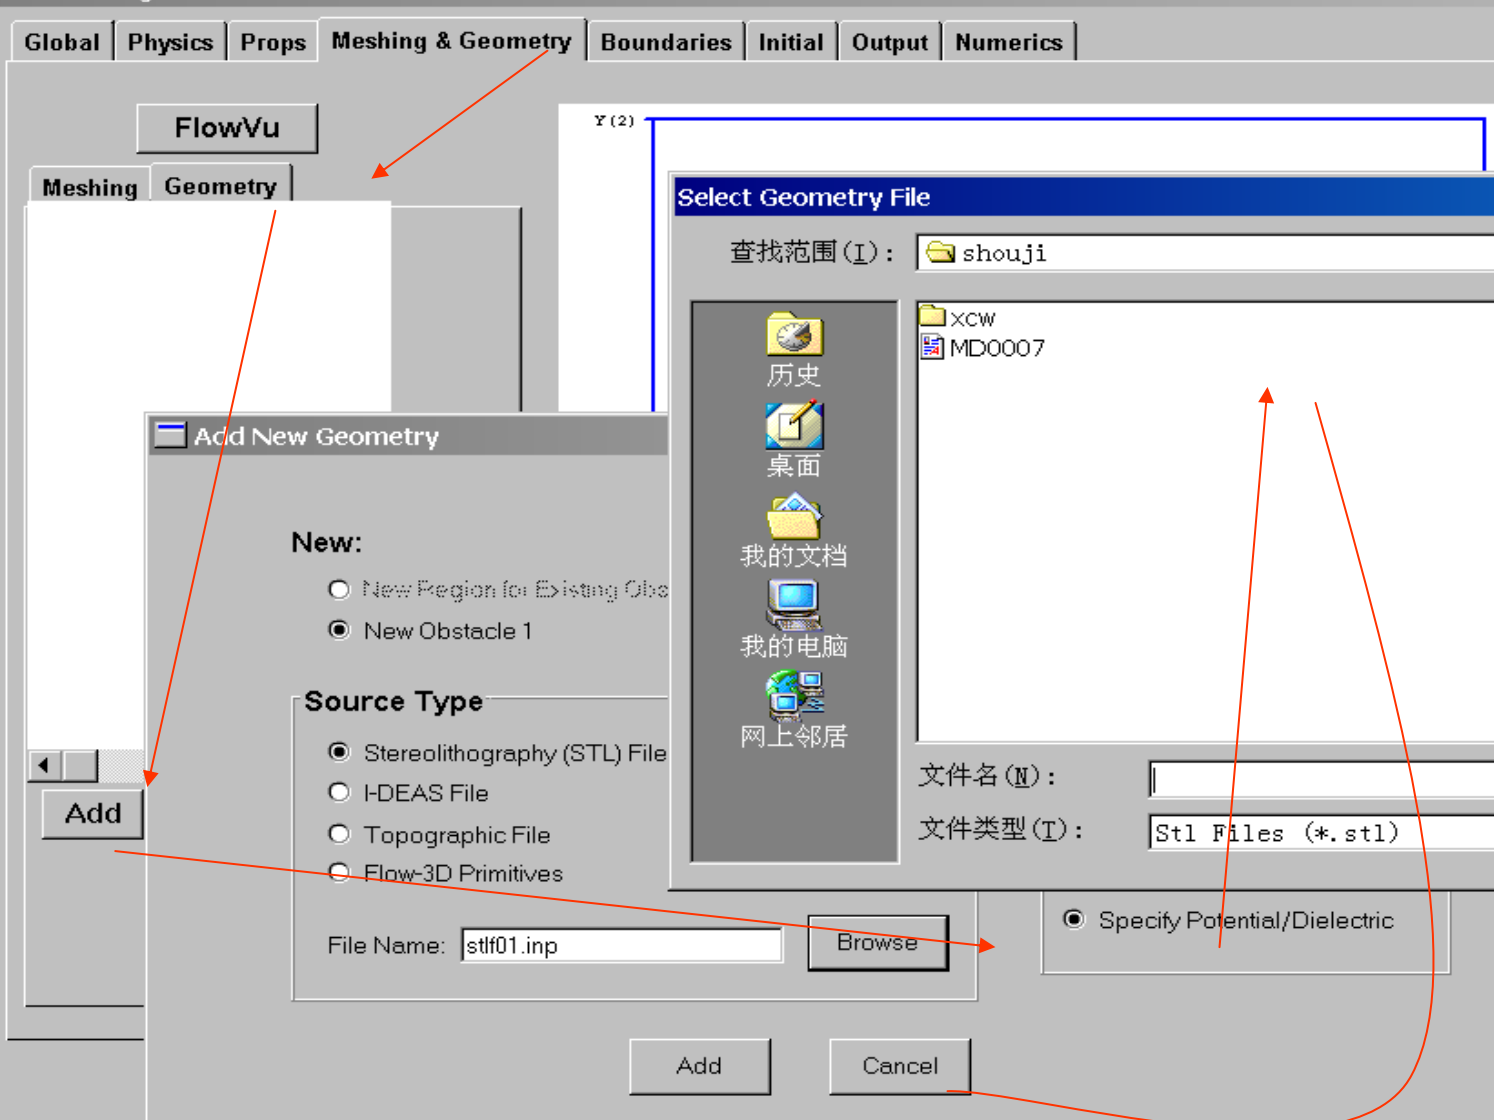 Global Physics Props Meshing & Geometry Boundaries Initial Output Numerics
FlowVu
Y(2)
Meshing Geometry
Select Geometry File
查找范围(I): shouji
xcw
MD0007
历史
桌面
我的文档
我的电脑
网上邻居
文件名(N):
文件类型(T): Stl Files (*.stl)
Add New Geometry
New:
New Region for Existing Obs
New Obstacle 1
Source Type
Stereolithography (STL) File
I-DEAS File
Topographic File
Flow-3D Primitives
File Name: stlf01.inp Browse
Specify Potential/Dielectric
Add
Add Cancel